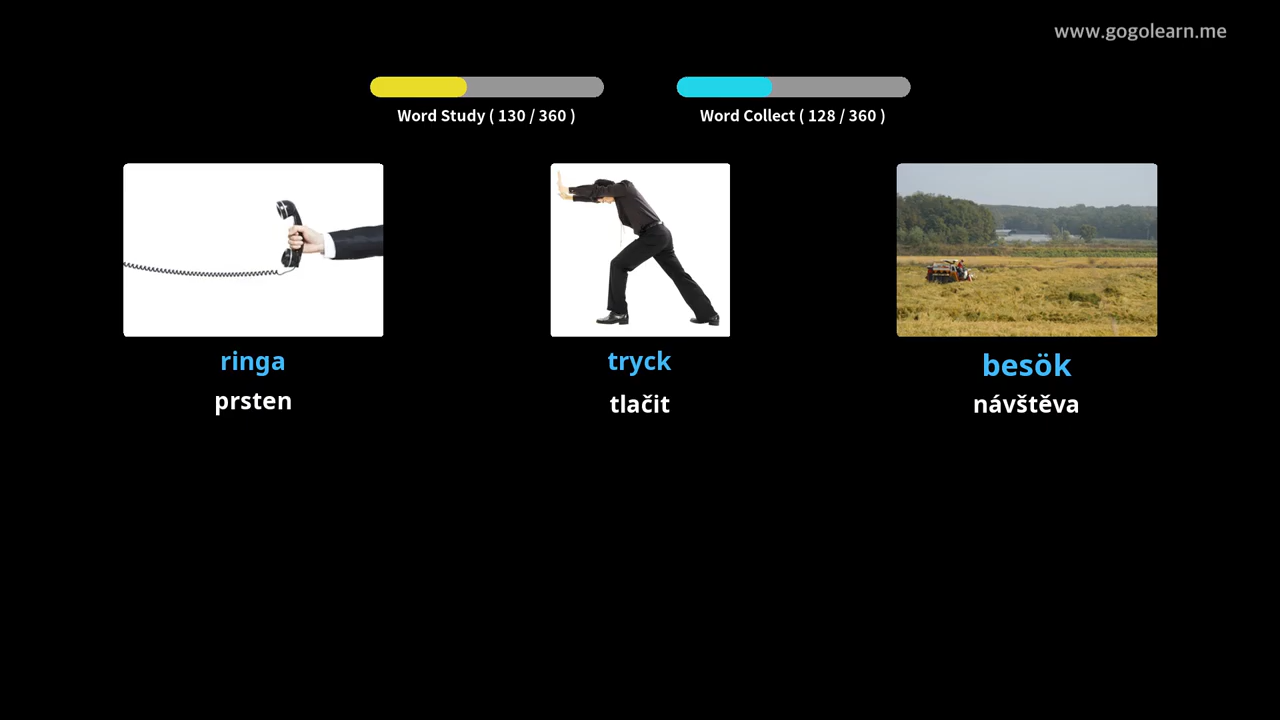 www.gogolearn.me
Word Study ( 130 / 360 )
Word Collect ( 128 / 360 )
ringa
prsten
tryck
tlačit
besök
návštěva